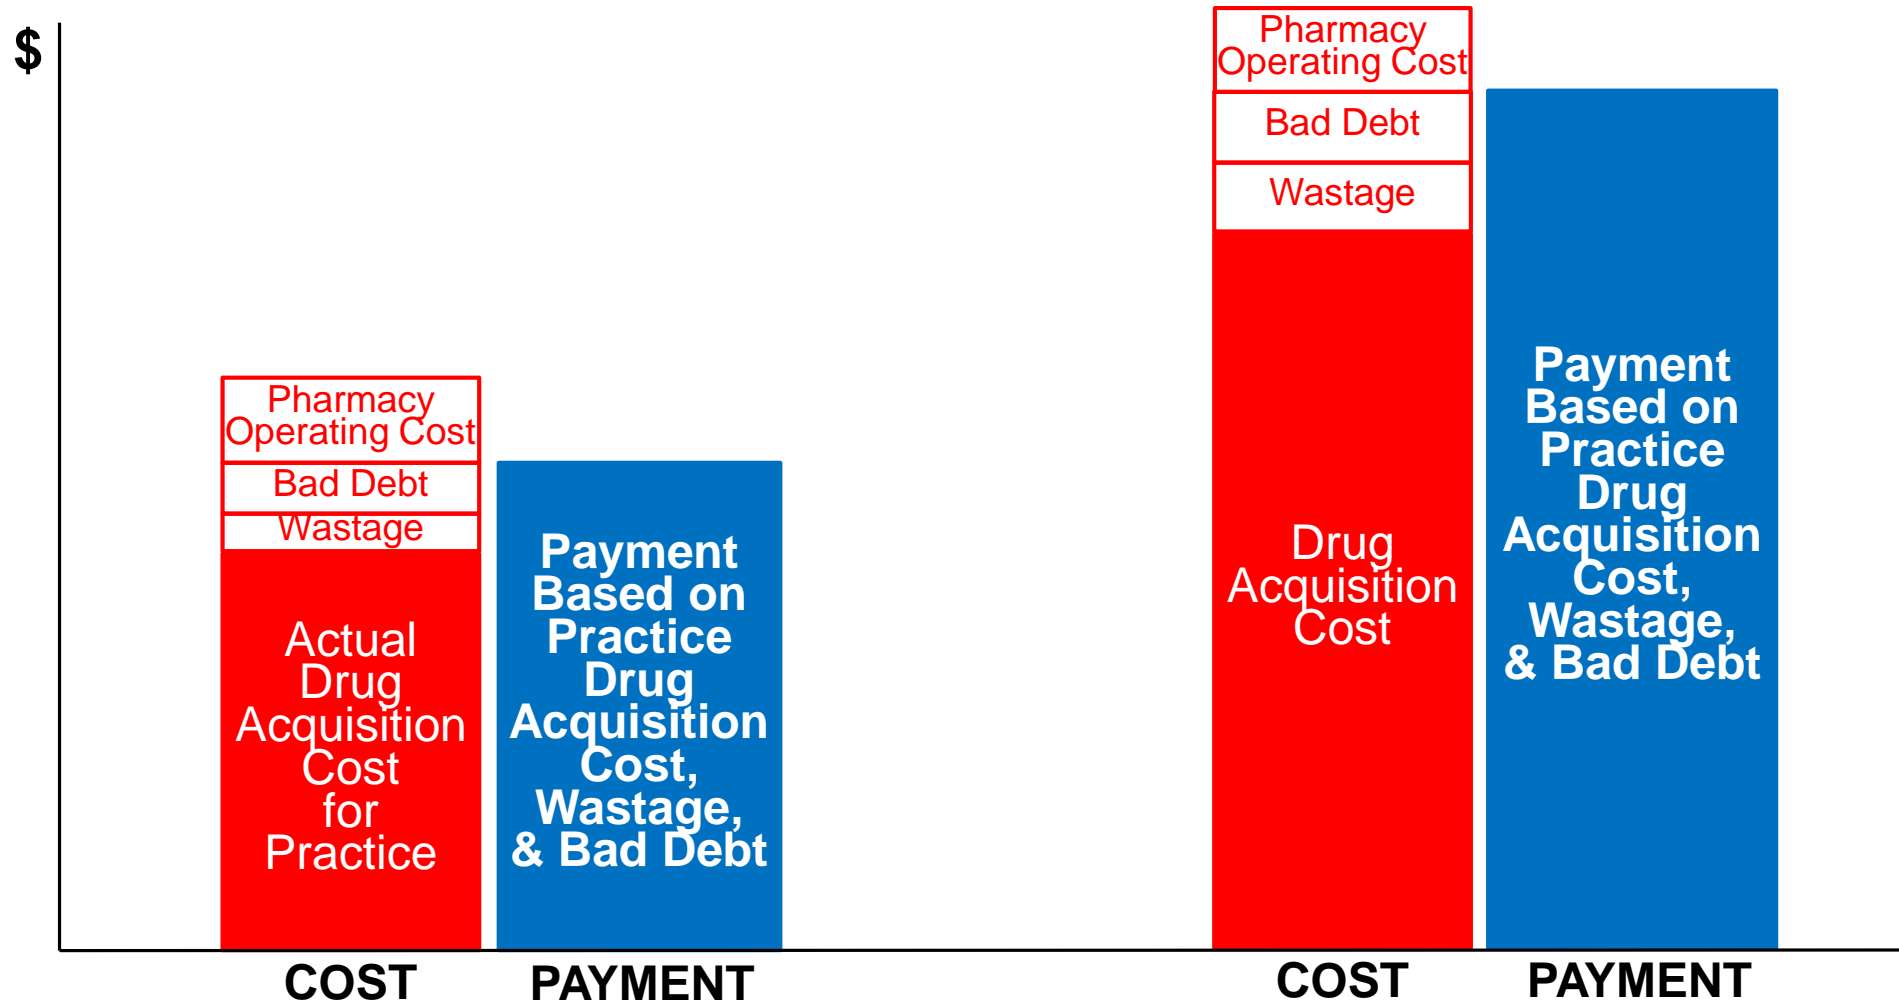 $
Pharmacy
Operating Cost
Bad Debt
Wastage
Actual
Drug
Acquisition
Cost
for
Practice
Payment
Based on
Practice
Drug
Acquisition
Cost,
Wastage,
& Bad Debt
Pharmacy
Operating Cost
Bad Debt
Wastage
Drug
Acquisition
Cost
Payment
Based on
Practice
Drug
Acquisition
Cost,
Wastage,
& Bad Debt
COST
PAYMENT
COST
PAYMENT